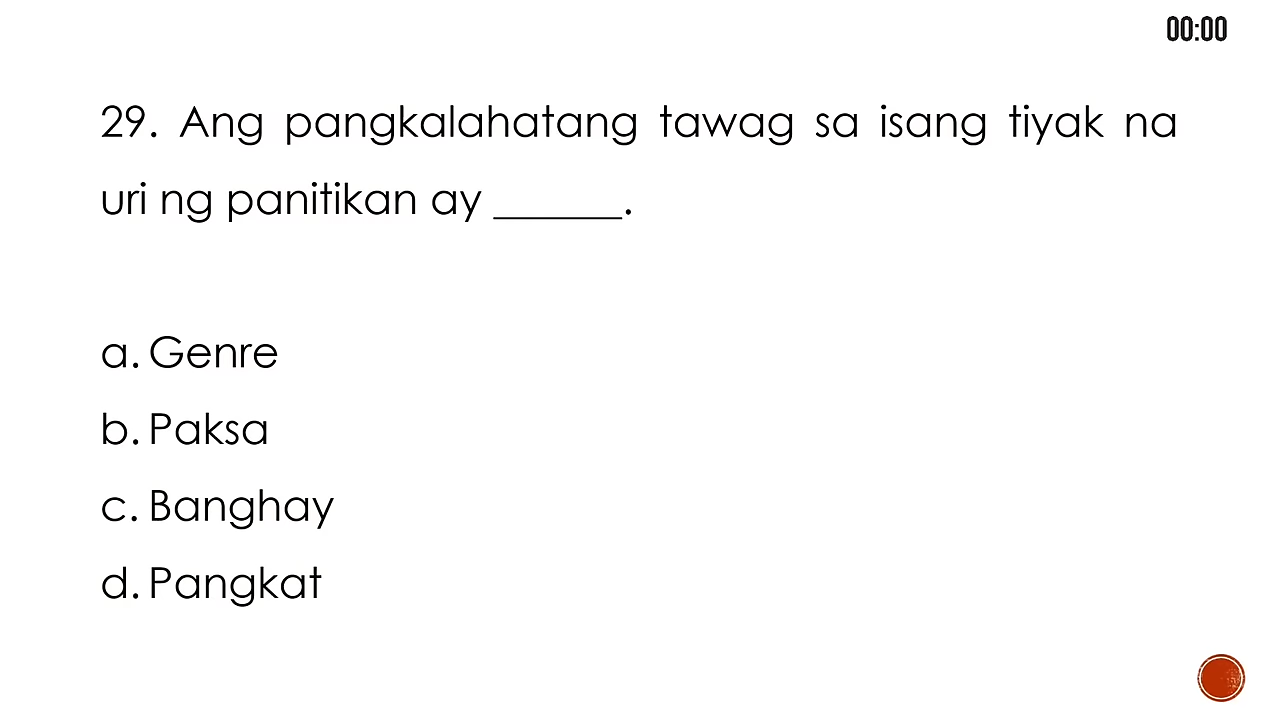 00:00
29. Ang pangkalahatang tawag sa isang tiyak na
uri ng panitikan ay ______.
a. Genre
b. Paksa
c. Banghay
d. Pangkat